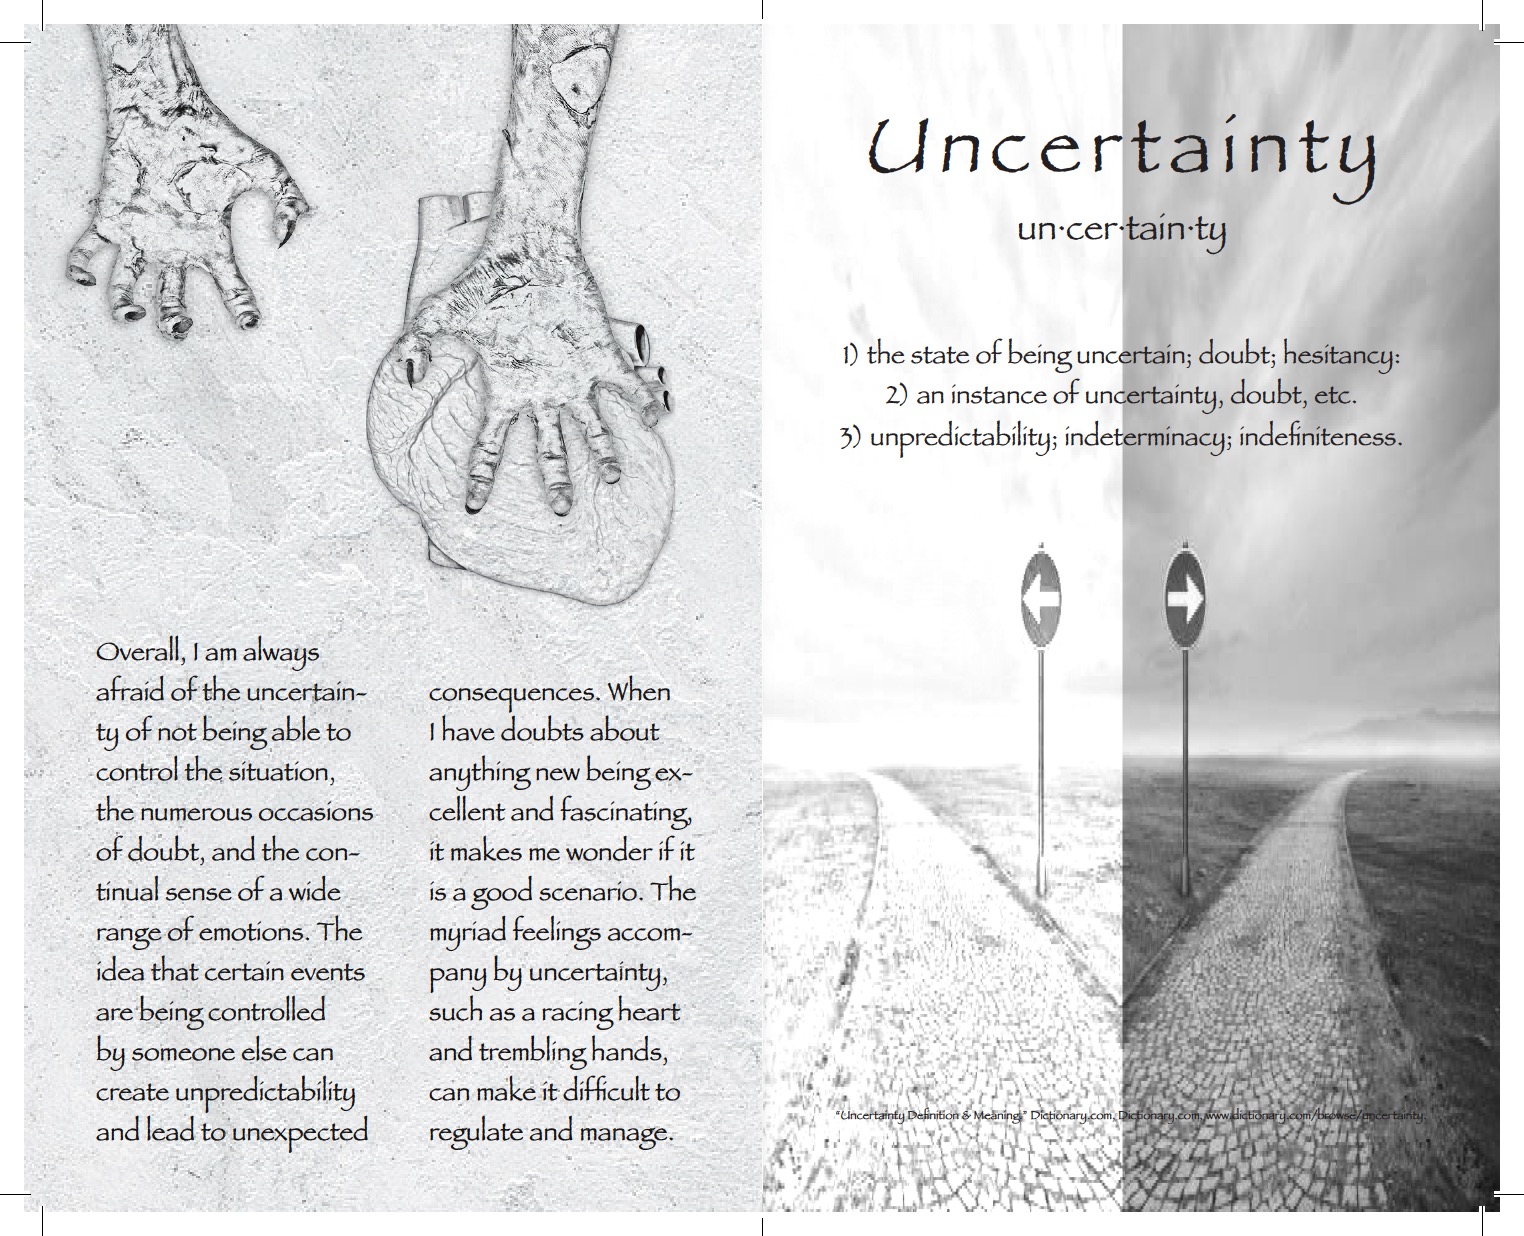 Overall, I am always
afraid of the uncertain-
ty of not being able to
control the situation,
the numerous occasions
of doubt, and the con-
tinual sense of a wide
range of emotions. The
idea that certain events
are being controlled
by someone else can
create unpredictability
and lead to unexpected
consequences. When
I have doubts about
anything new being ex-
cellent and fascinating,
it makes me wonder if it
is a good scenario. The
myriad feelings accom-
pany by uncertainty,
such as a racing heart
and trembling hands,
can make it difficult to
regulate and manage.
Uncertainty
un·cer·tain·ty
1) the state of being uncertain; doubt; hesitancy:
2) an instance of uncertainty, doubt, etc.
3) unpredictability; indeterminacy; indefiniteness.
“Uncertainty Definition & Meaning.” Dictionary.com, Dictionary.com, www.dictionary.com/browse/uncertainty.